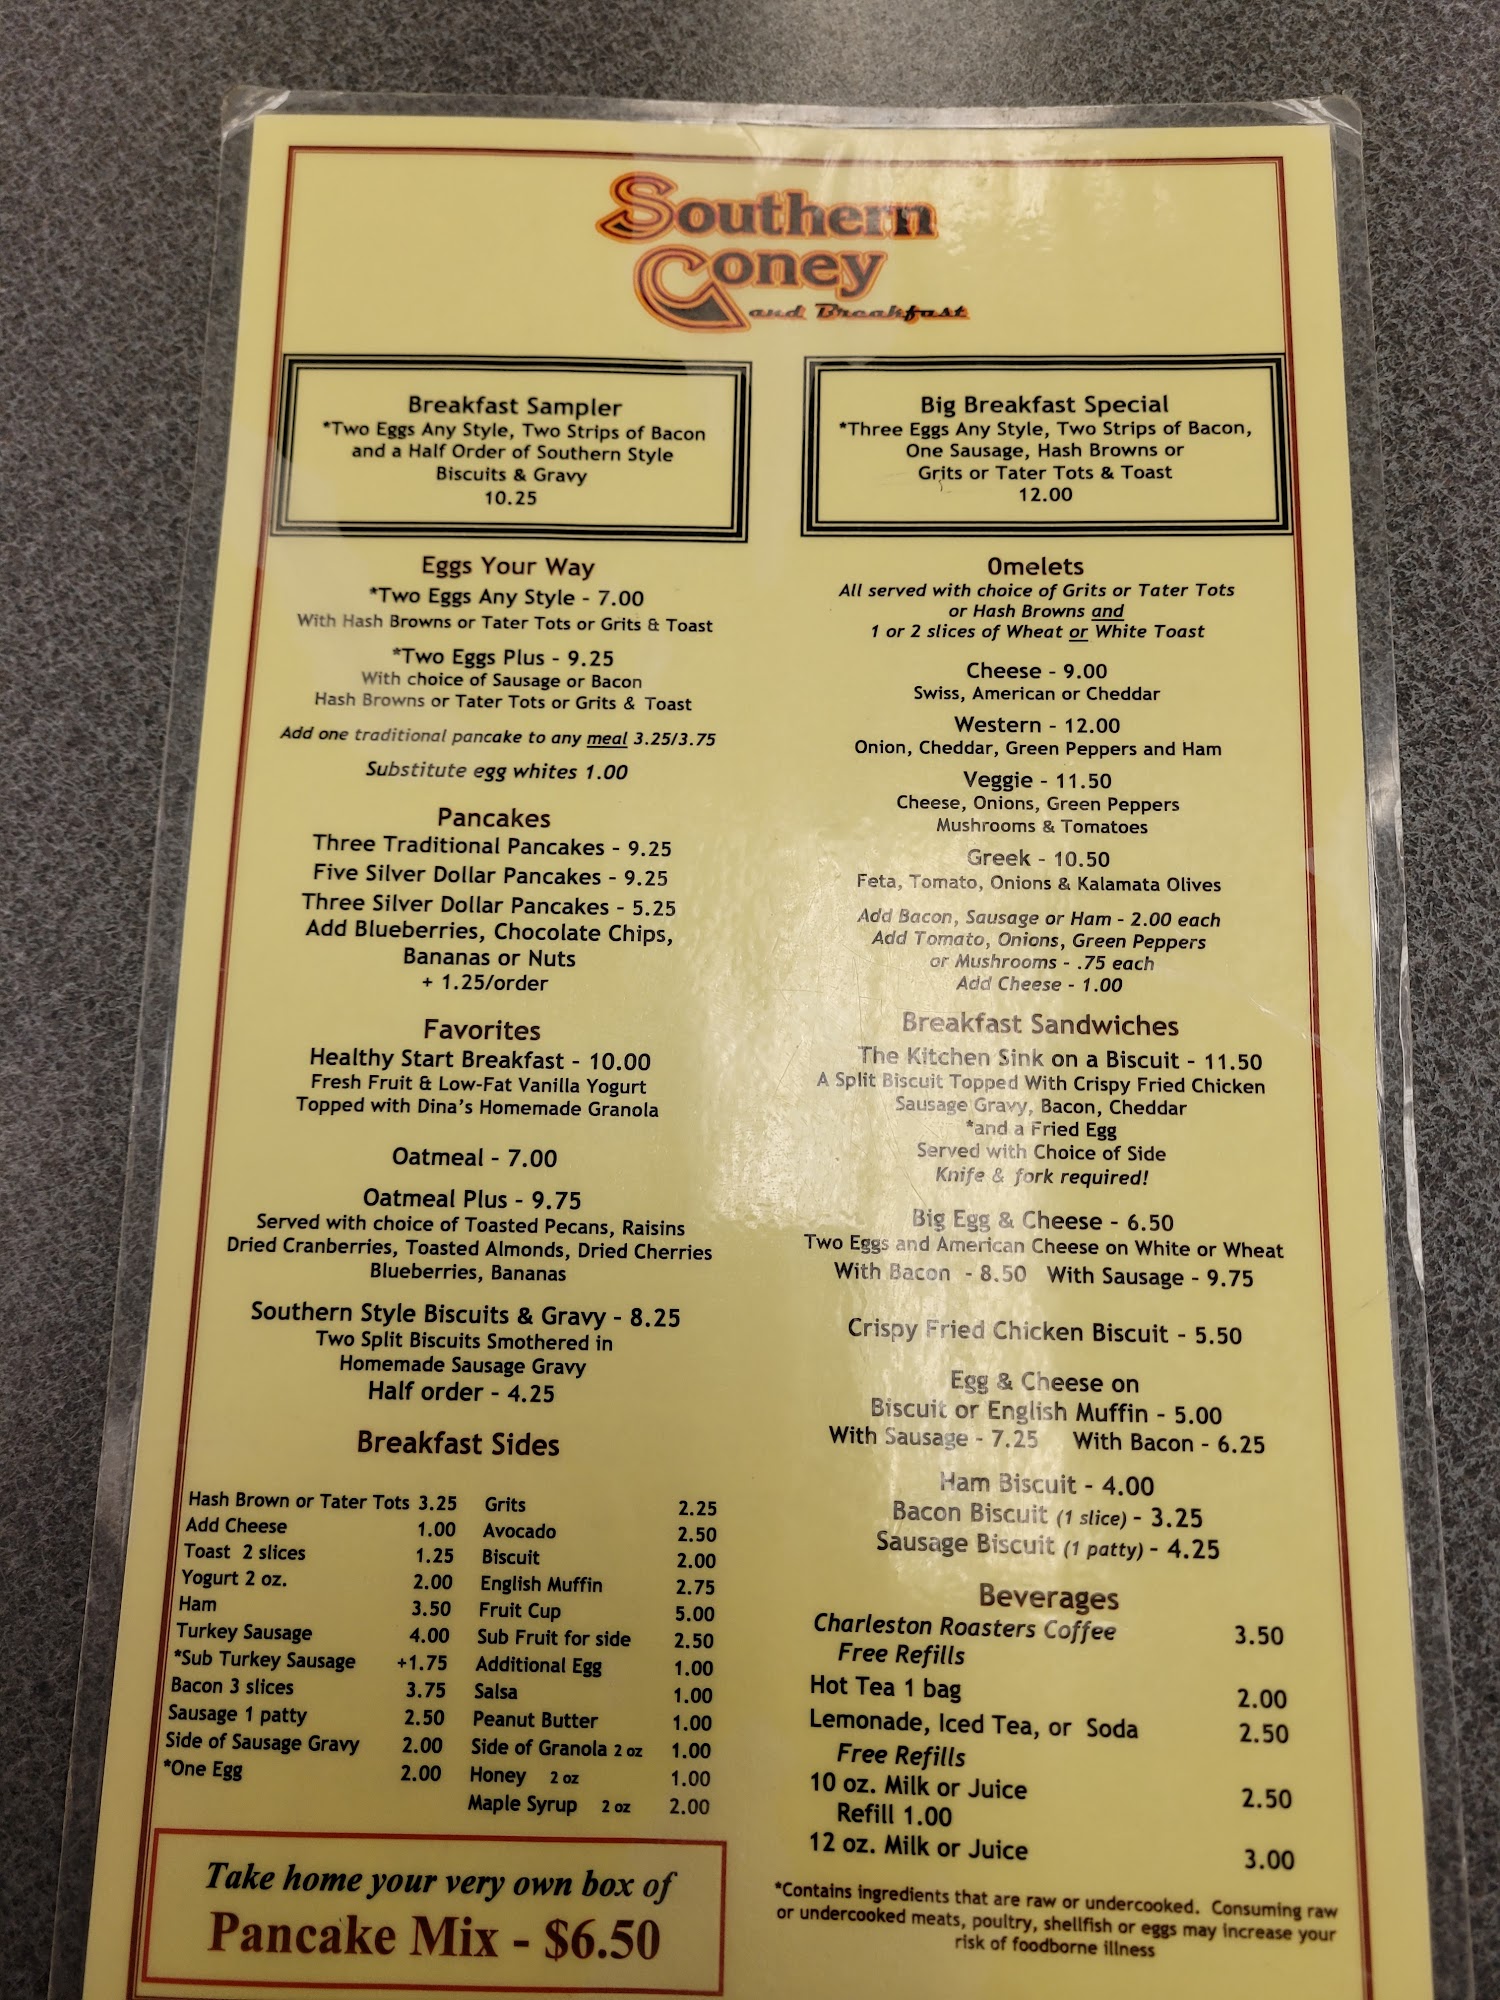 Southern
Coney
and Breakfast
Breakfast Sampler
*Two Eggs Any Style, Two Strips of Bacon
and a Half Order of Southern Style
Biscuits & Gravy
10.25
Big Breakfast Special
*Three Eggs Any Style, Two Strips of Bacon,
One Sausage, Hash Browns or
Grits or Tater Tots & Toast
12.00
Eggs Your Way
*Two Eggs Any Style - 7.00
With Hash Browns or Tater Tots or Grits & Toast
*Two Eggs Plus - 9.25
With choice of Sausage or Bacon
Hash Browns or Tater Tots or Grits & Toast
Add one traditional pancake to any meal 3.25/3.75
Substitute egg whites 1.00
Pancakes
Three Traditional Pancakes - 9.25
Five Silver Dollar Pancakes - 9.25
Three Silver Dollar Pancakes - 5.25
Add Blueberries, Chocolate Chips,
Bananas or Nuts
+ 1.25/order
Favorites
Healthy Start Breakfast - 10.00
Fresh Fruit & Low-Fat Vanilla Yogurt
Topped with Dina's Homemade Granola
Oatmeal - 7.00
Oatmeal Plus - 9.75
Served with choice of Toasted Pecans, Raisins
Dried Cranberries, Toasted Almonds, Dried Cherries
Blueberries, Bananas
Southern Style Biscuits & Gravy - 8.25
Two Split Biscuits Smothered in
Homemade Sausage Gravy
Half order - 4.25
Breakfast Sides
Hash Brown or Tater Tots 3.25
Add Cheese 1.00
Toast 2 slices 1.25
Yogurt 2 oz. 2.00
Ham 3.50
Turkey Sausage 4.00
*Sub Turkey Sausage +1.75
Bacon 3 slices 3.75
Sausage 1 patty 2.50
Side of Sausage Gravy 2.00
*One Egg 2.00
Grits 2.25
Avocado 2.50
Biscuit 2.00
English Muffin 2.75
Fruit Cup 5.00
Sub Fruit for side 2.50
Additional Egg 1.00
Salsa 1.00
Peanut Butter 1.00
Side of Granola 2 oz 1.00
Honey 2 oz 1.00
Maple Syrup 2 oz 2.00
Take home your very own box of
Pancake Mix - $6.50
Omelets
All served with choice of Grits or Tater Tots
or Hash Browns and
1 or 2 slices of Wheat or White Toast
Cheese - 9.00
Swiss, American or Cheddar
Western - 12.00
Onion, Cheddar, Green Peppers and Ham
Veggie - 11.50
Cheese, Onions, Green Peppers
Mushrooms & Tomatoes
Greek - 10.50
Feta, Tomato, Onions & Kalamata Olives
Add Bacon, Sausage or Ham - 2.00 each
Add Tomato, Onions, Green Peppers
or Mushrooms - .75 each
Add Cheese - 1.00
Breakfast Sandwiches
The Kitchen Sink on a Biscuit - 11.50
A Split Biscuit Topped With Crispy Fried Chicken
Sausage Gravy, Bacon, Cheddar
*and a Fried Egg
Served with Choice of Side
Knife & fork required!
Big Egg & Cheese - 6.50
Two Eggs and American Cheese on White or Wheat
With Bacon - 8.50 With Sausage - 9.75
Crispy Fried Chicken Biscuit - 5.50
Egg & Cheese on
Biscuit or English Muffin - 5.00
With Sausage - 7.25 With Bacon - 6.25
Ham Biscuit - 4.00
Bacon Biscuit (1 slice) - 3.25
Sausage Biscuit (1 patty) - 4.25
Beverages
Charleston Roasters Coffee 3.50
Free Refills
Hot Tea 1 bag 2.00
Lemonade, Iced Tea, or Soda 2.50
Free Refills
10 oz. Milk or Juice 2.50
Refill 1.00
12 oz. Milk or Juice 3.00
*Contains ingredients that are raw or undercooked. Consuming raw
or undercooked meats, poultry, shellfish or eggs may increase your
risk of foodborne illness